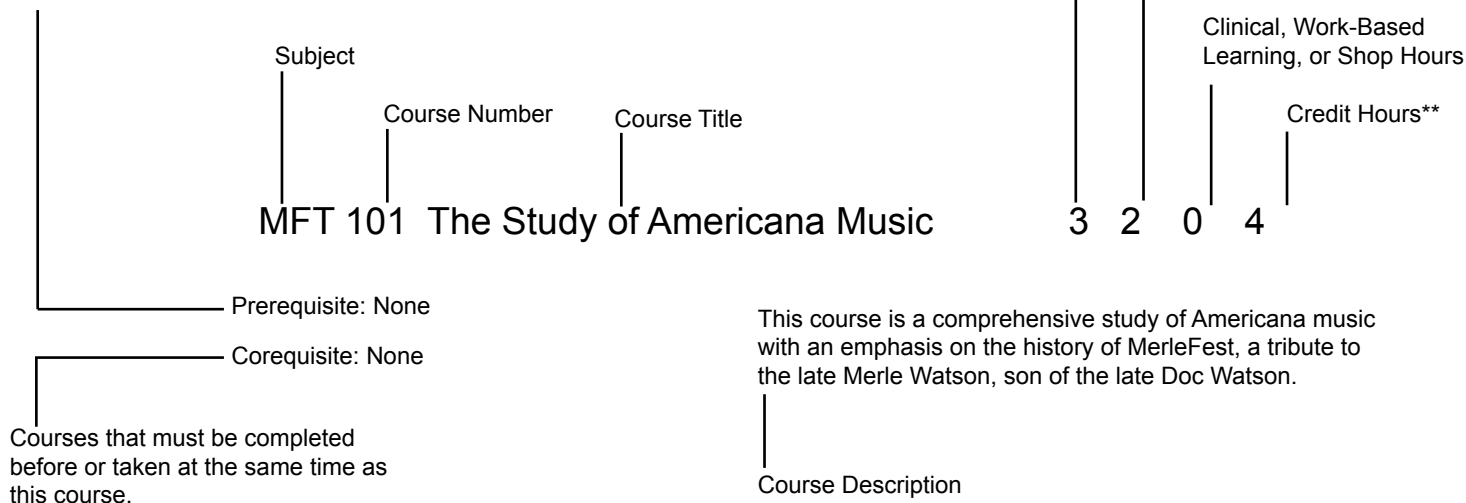 Clinical, Work-Based
Learning, or Shop Hours
Subject
Course Number
Course Title
Credit Hours**
MFT 101 The Study of Americana Music 3 2 0 4
Prerequisite: None
Corequisite: None
This course is a comprehensive study of Americana music
with an emphasis on the history of MerleFest, a tribute to
the late Merle Watson, son of the late Doc Watson.
Courses that must be completed
before or taken at the same time as
this course.
Course Description